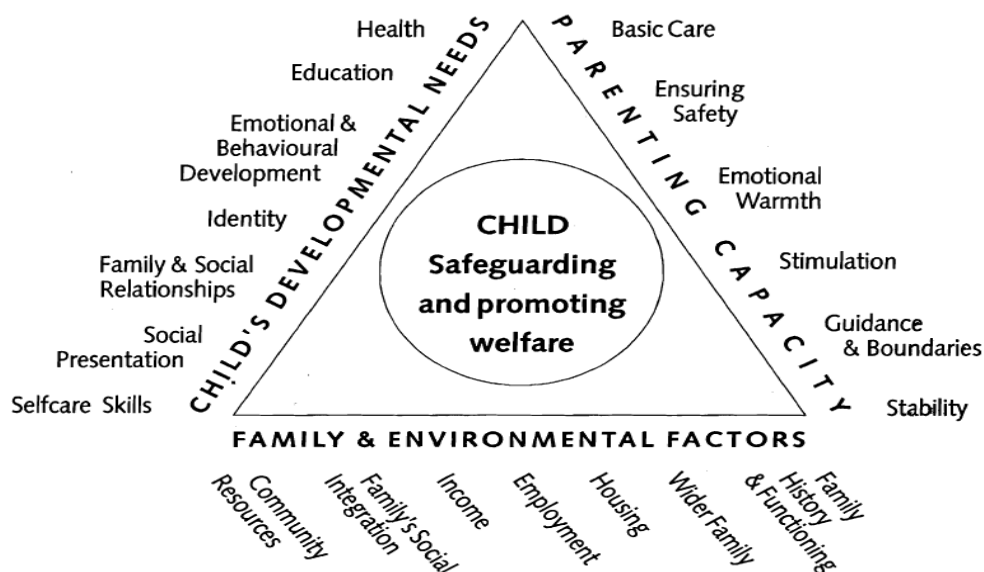 Health
Education
Emotional &
Behavioural
Development
Identity
Family & Social
Relationships
Social
Presentation
Selfcare Skills
CHILD'S DEVELOPMENTAL NEEDS
CHILD
Safeguarding
and promoting
welfare
PARENTING CAPACITY
Basic Care
Ensuring
Safety
Emotional
Warmth
Stimulation
Guidance
& Boundaries
Stability
FAMILY & ENVIRONMENTAL FACTORS
Community
Resources
Family's Social
Integration
Income
Employment
Housing
Wider Family
Family
History
& Functioning